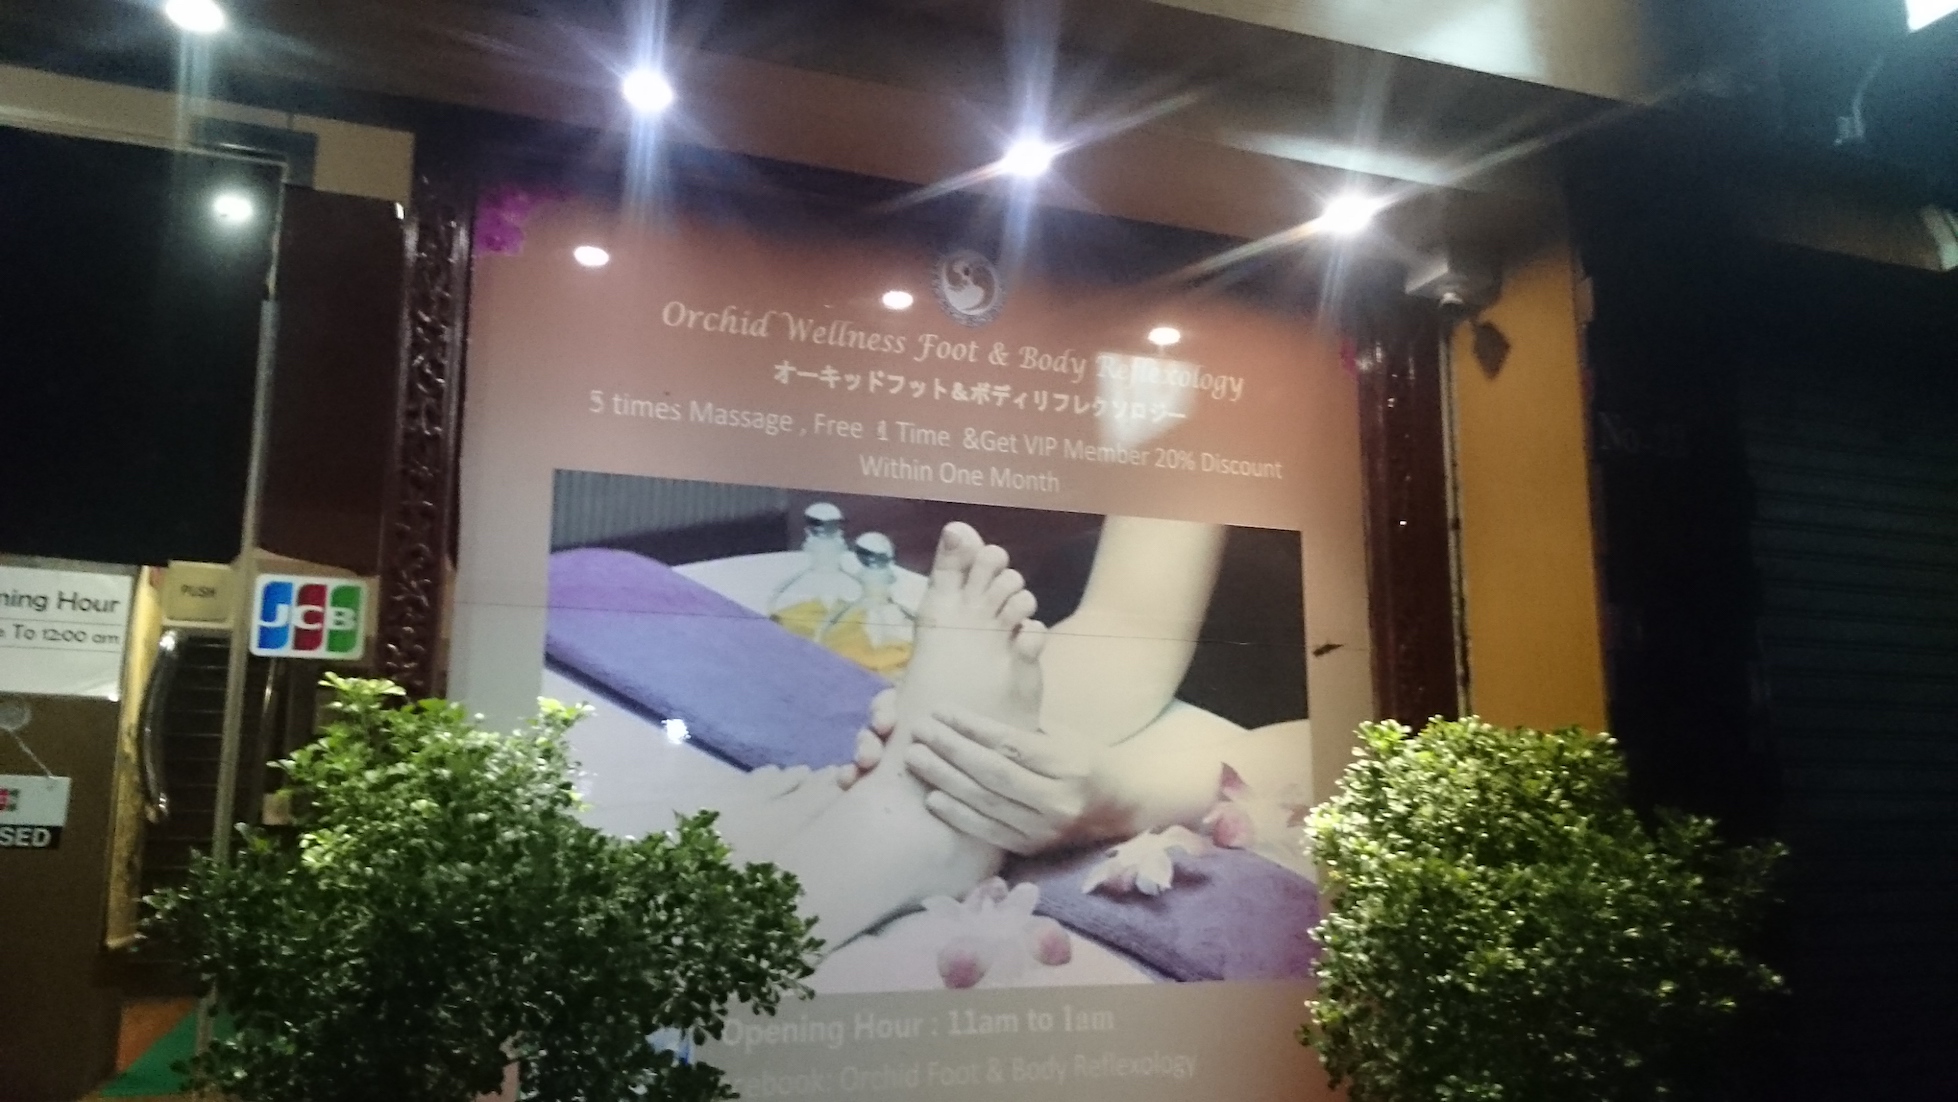 Orchid Wellness Foot & Body Reflexology
オーキッドフット&ボディリフレクソロジー
5 times Massage , Free 1 Time &Get VIP Member 20% Discount
Within One Month
Opening Hour : 11am to 1am
Orchid Foot & Body Reflexology
Hour
To 12:00 am
PUSH
JCB